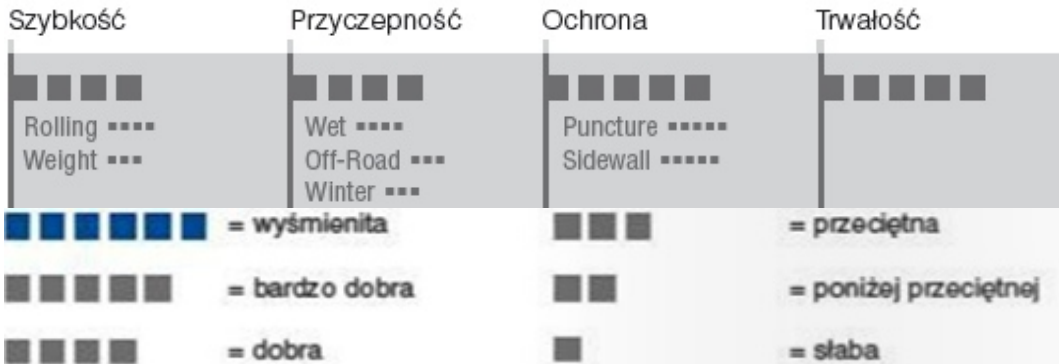 Szybkość Przyczepność Ochrona Trwałość
Rolling Wet Puncture
Weight Off-Road Sidewall
Winter
= wyśmienita = przeciętna
= bardzo dobra = poniżej przeciętnej
= dobra = słaba